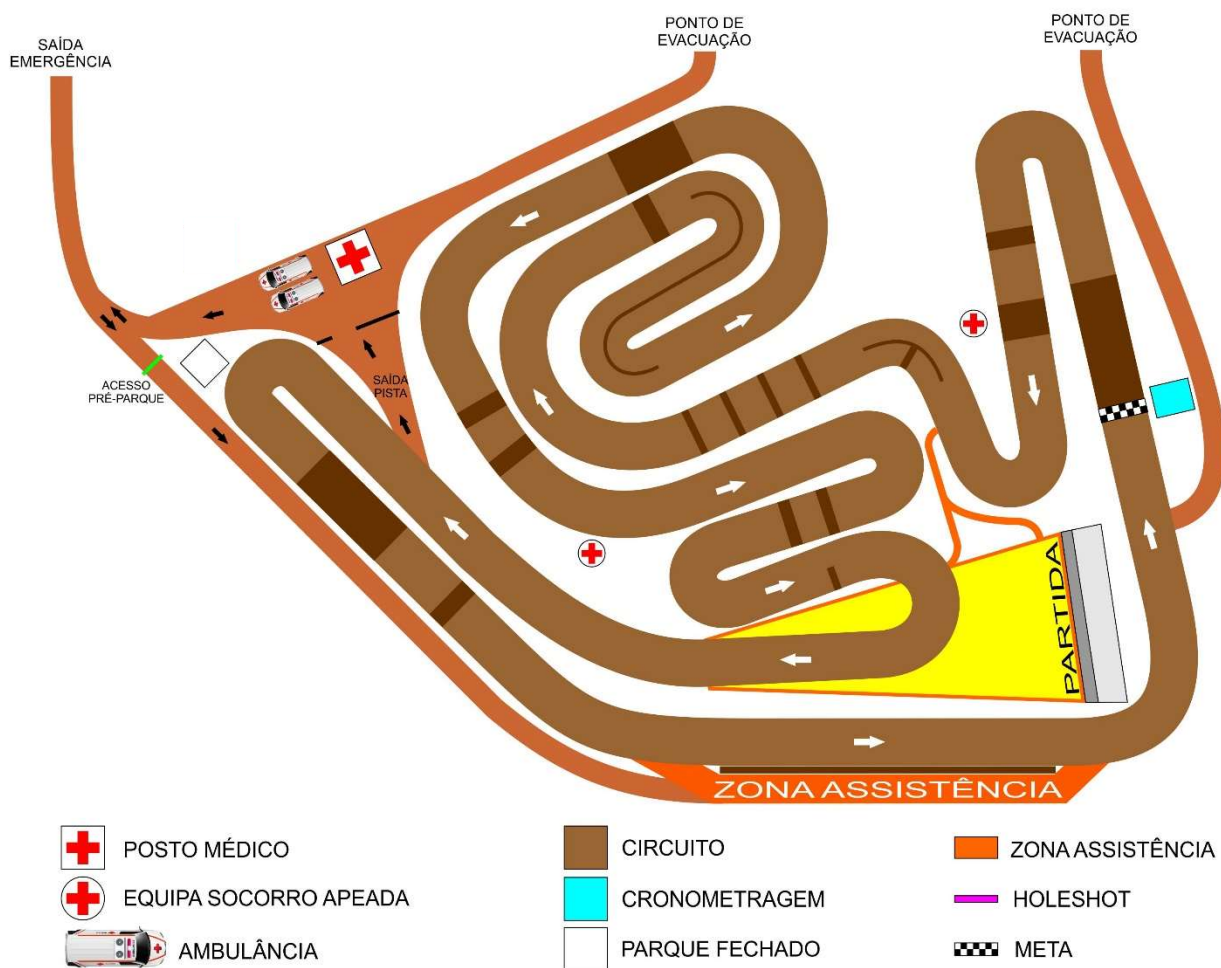 PONTO DE
EVACUAÇÃO
PONTO DE
EVACUAÇÃO
SAÍDA
EMERGÊNCIA
SAÍDA
PISTA
ACESSO
PRÉ-PARQUE
PARTIDA
ZONA ASSISTÊNCIA
POSTO MÉDICO
CIRCUITO
ZONA ASSISTÊNCIA
EQUIPA SOCORRO APEADA
CRONOMETRAGEM
HOLESHOT
AMBULÂNCIA
PARQUE FECHADO
META